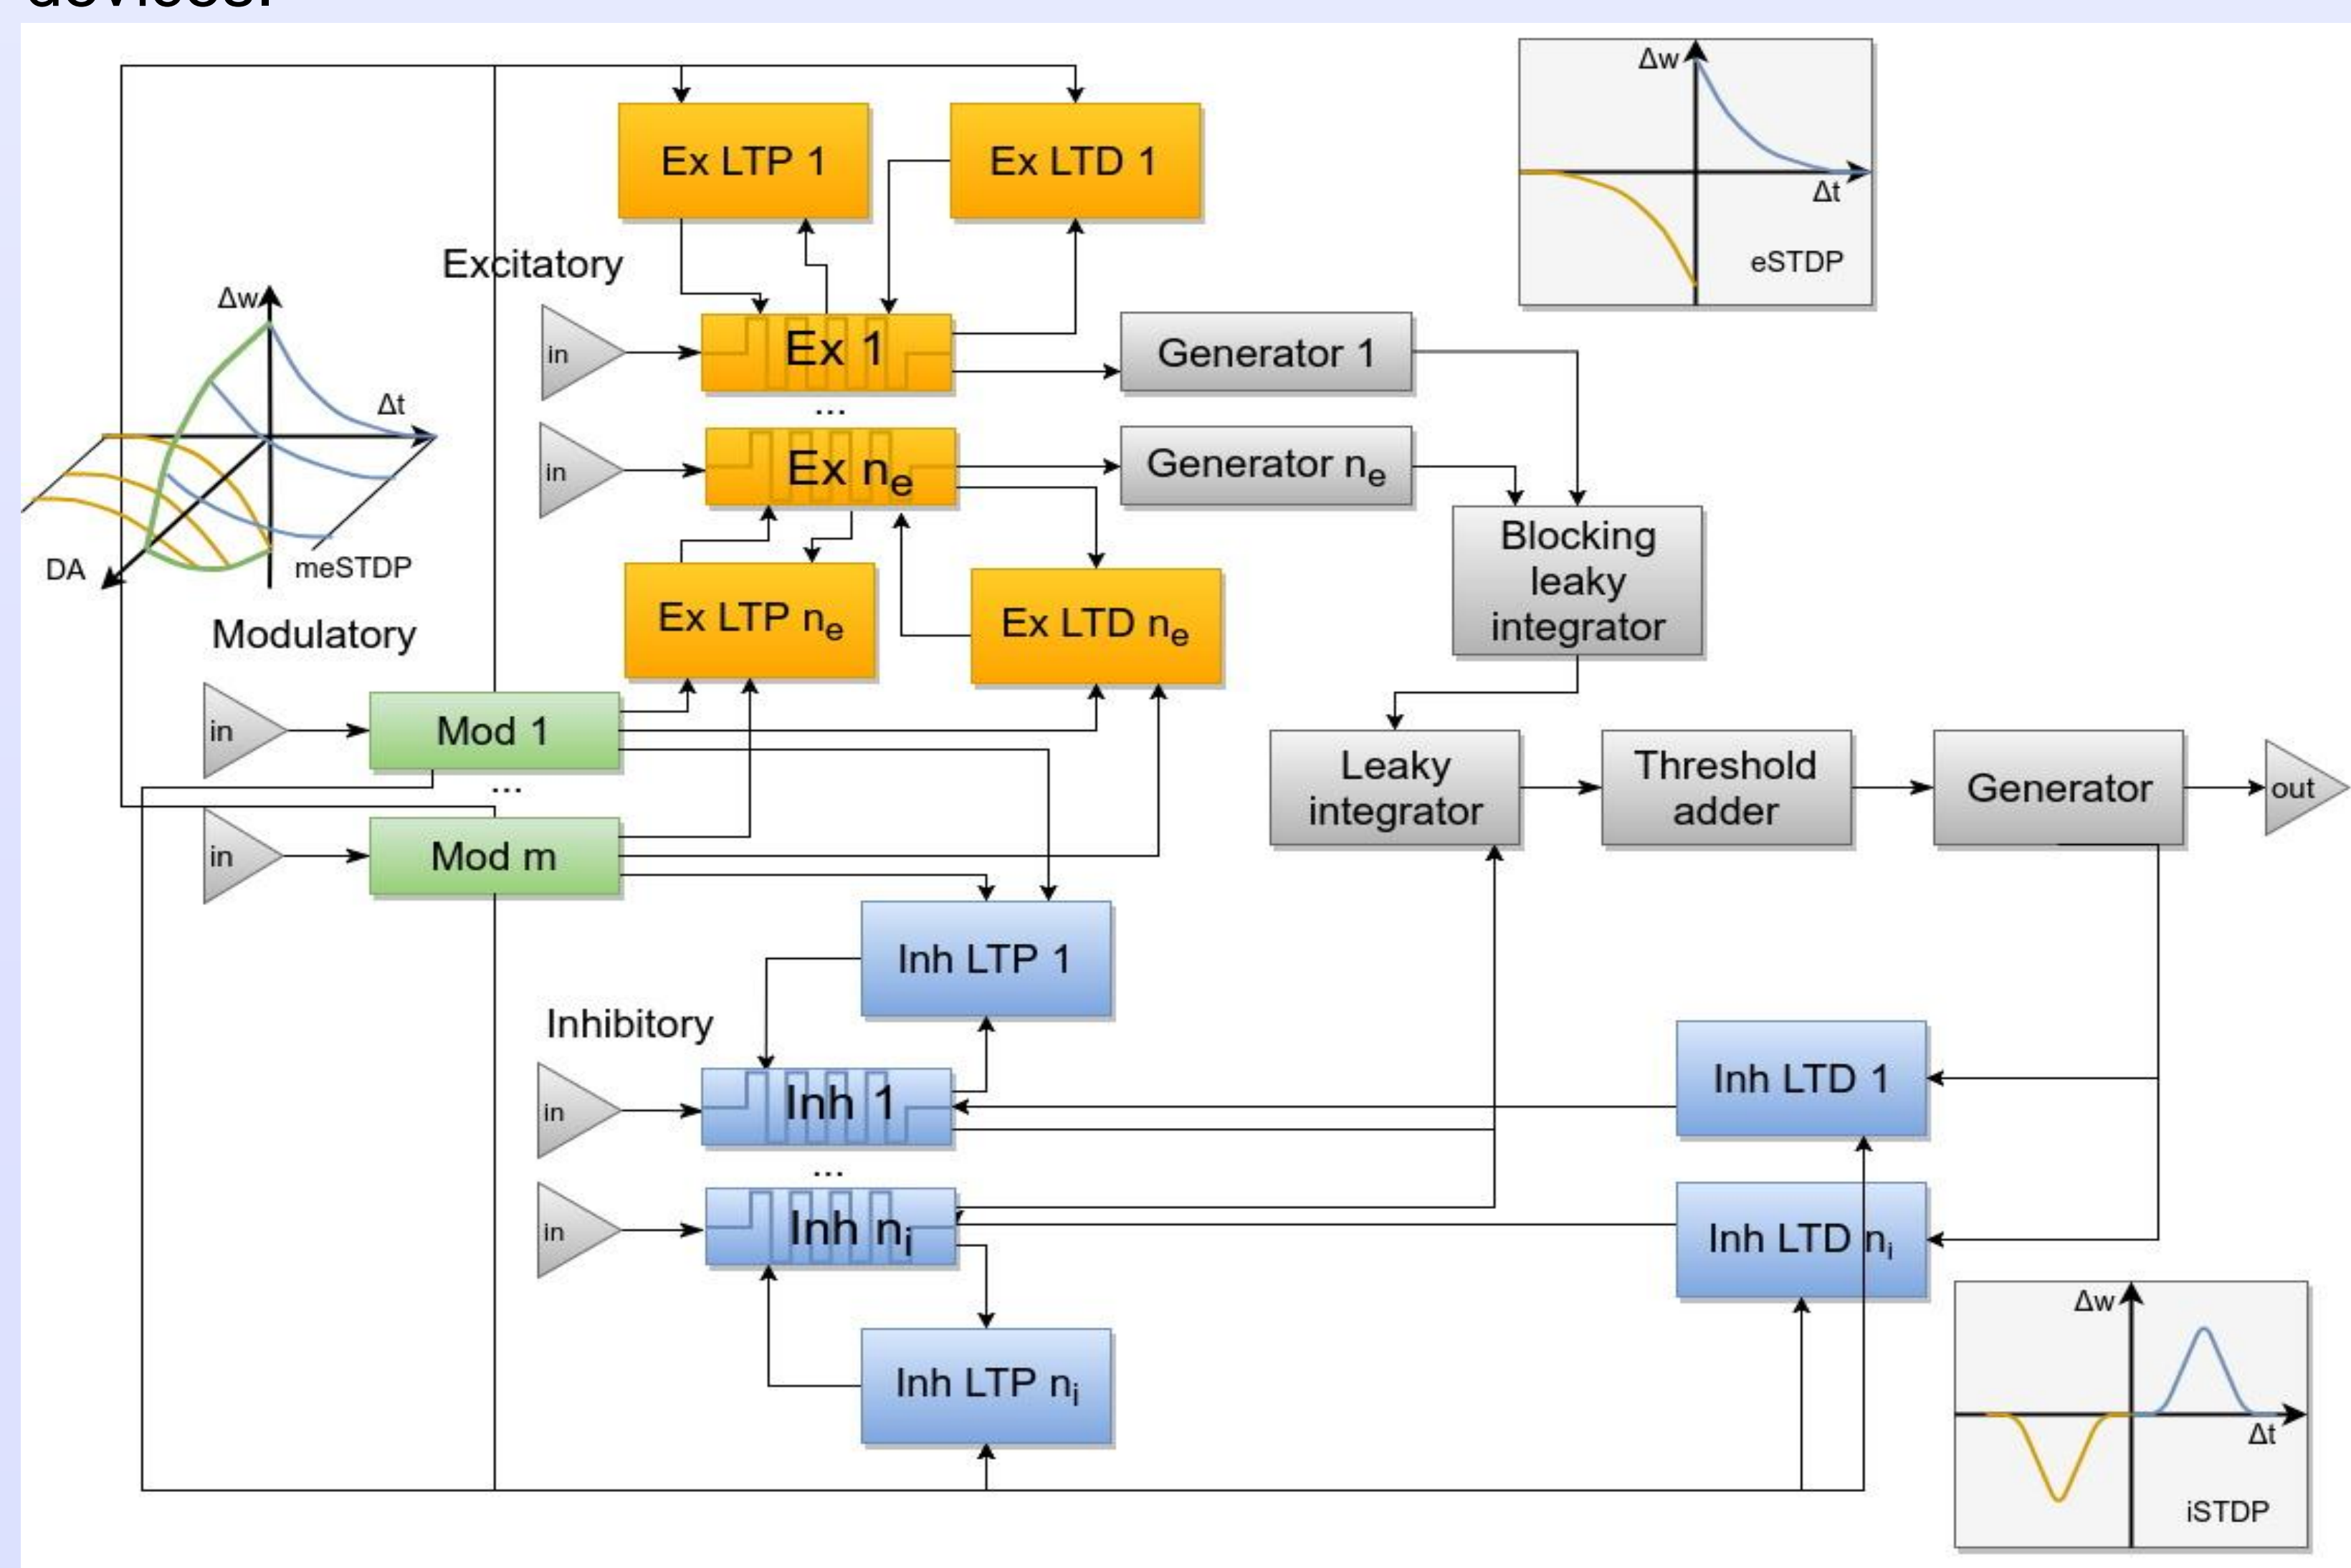 devices.
Δw
Δt
eSTDP
Ex LTP 1
Ex LTD 1
Excitatory
in
Ex 1
Generator 1
...
in
Ex nₑ
Generator nₑ
Δw
Δt
DA
meSTDP
Blocking
leaky
integrator
Ex LTP nₑ
Ex LTD nₑ
Modulatory
in
Mod 1
...
in
Mod m
Leaky
integrator
Threshold
adder
Generator
out
Inh LTP 1
Inhibitory
in
Inh 1
Inh LTD 1
...
in
Inh nᵢ
Inh LTD nᵢ
Inh LTP nᵢ
Δw
Δt
iSTDP